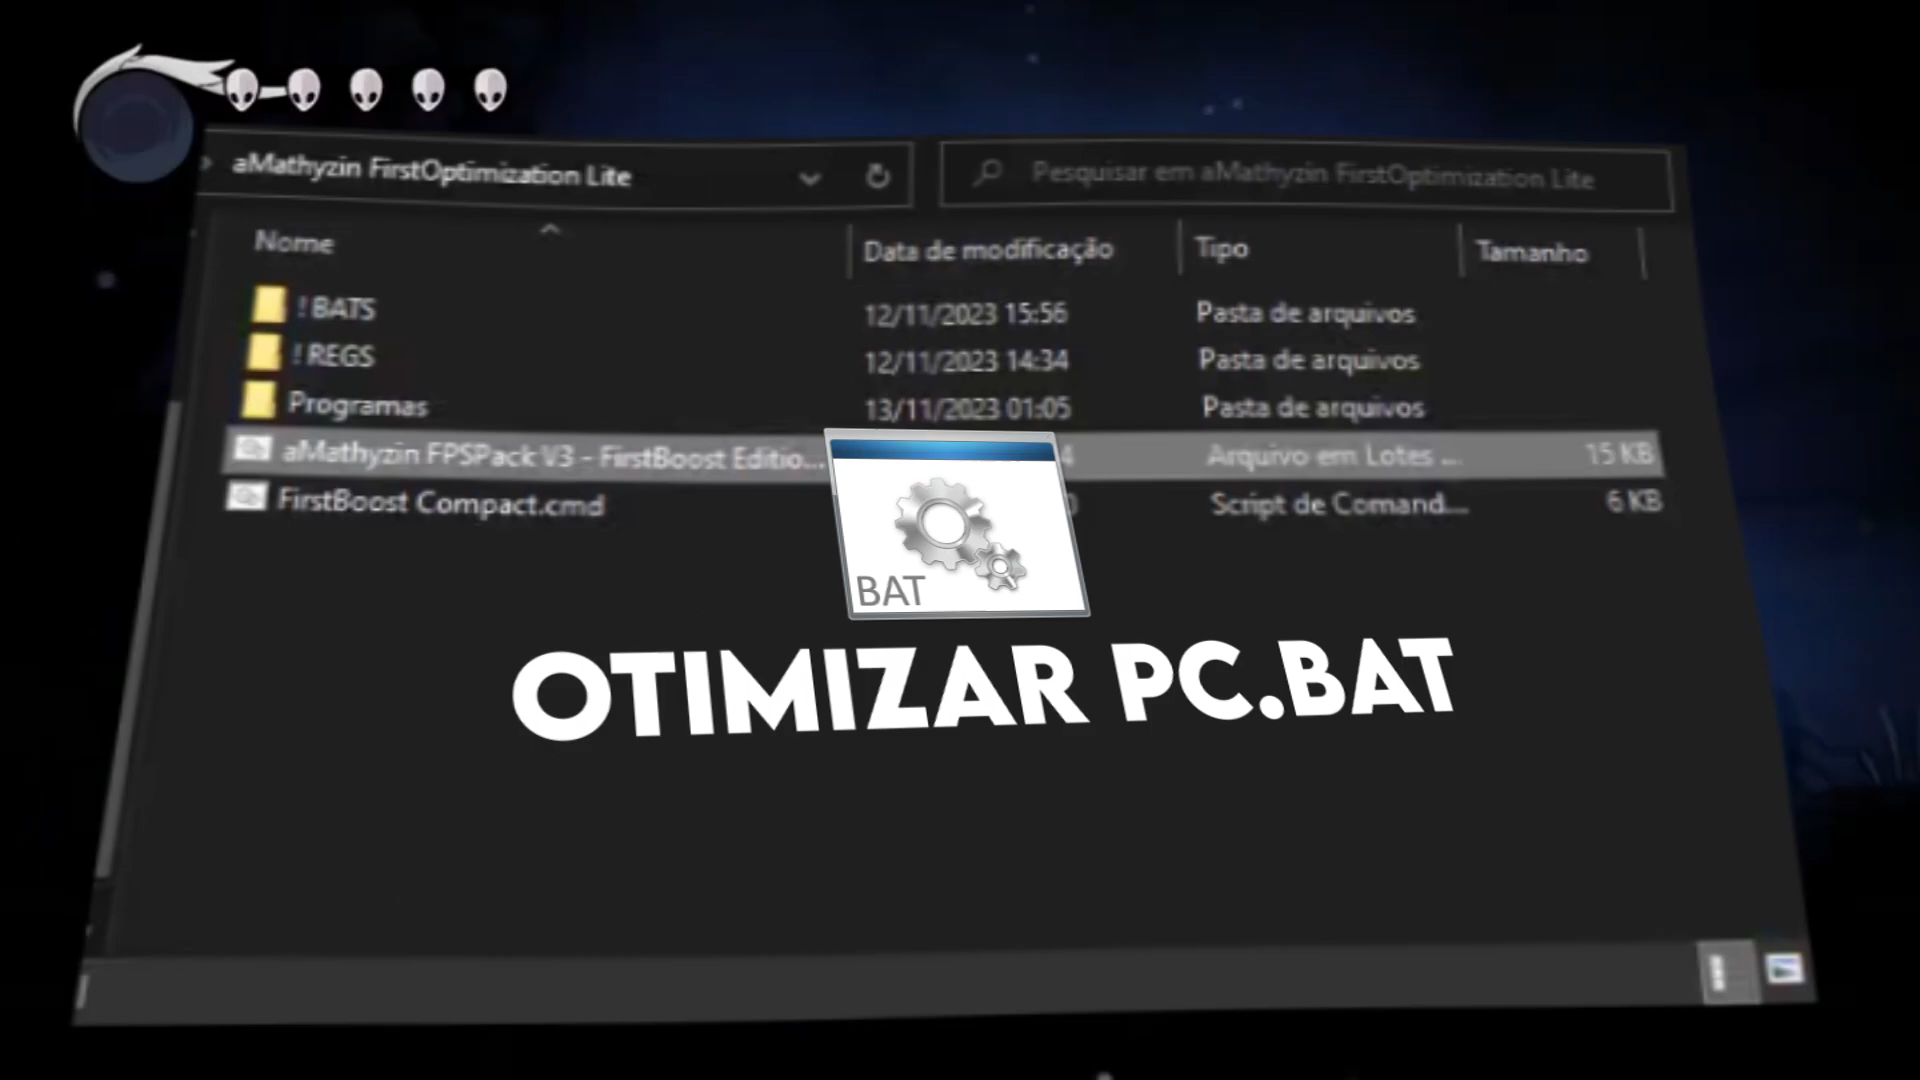 aMathyzin FirstOptimization Lite
Pesquisar em aMathyzin FirstOptimization Lite
Nome Data de modificação Tipo Tamanho
! BATS 12/11/2023 15:56 Pasta de arquivos
! REGS 12/11/2023 14:34 Pasta de arquivos
Programas 13/11/2023 01:05 Pasta de arquivos
aMathyzin FPSPack V3 - FirstBoost Editio... 4 Arquivo em Lotes ... 15 KB
FirstBoost Compact.cmd 0 Script de Comand... 6 KB
BAT
OTIMIZAR PC.BAT